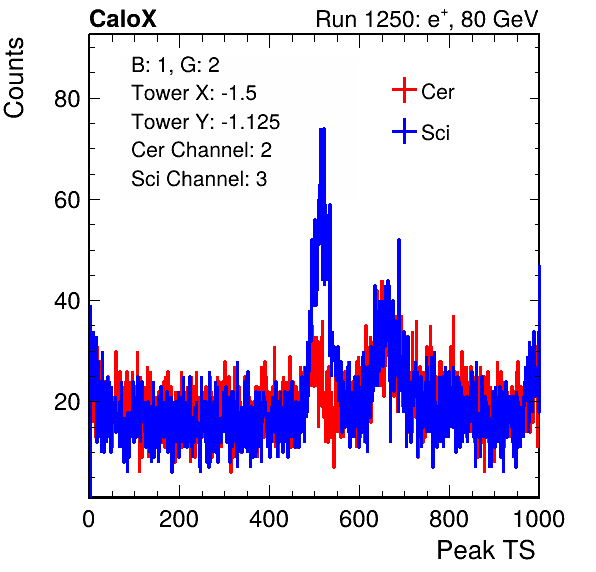 CaloX
Run 1250: e+, 80 GeV
Counts
B: 1, G: 2
Tower X: -1.5
Tower Y: -1.125
Cer Channel: 2
Sci Channel: 3
Cer
Sci
80
60
40
20
0 200 400 600 800 1000
Peak TS